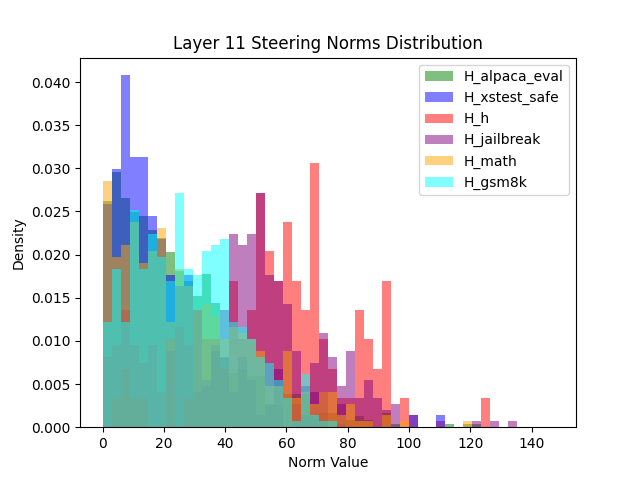 Layer 11 Steering Norms Distribution
0.040
0.035
0.030
0.025
0.020
0.015
0.010
0.005
0.000
Density
H_alpaca_eval
H_xstest_safe
H_h
H_jailbreak
H_math
H_gsm8k
0 20 40 60 80 100 120 140
Norm Value